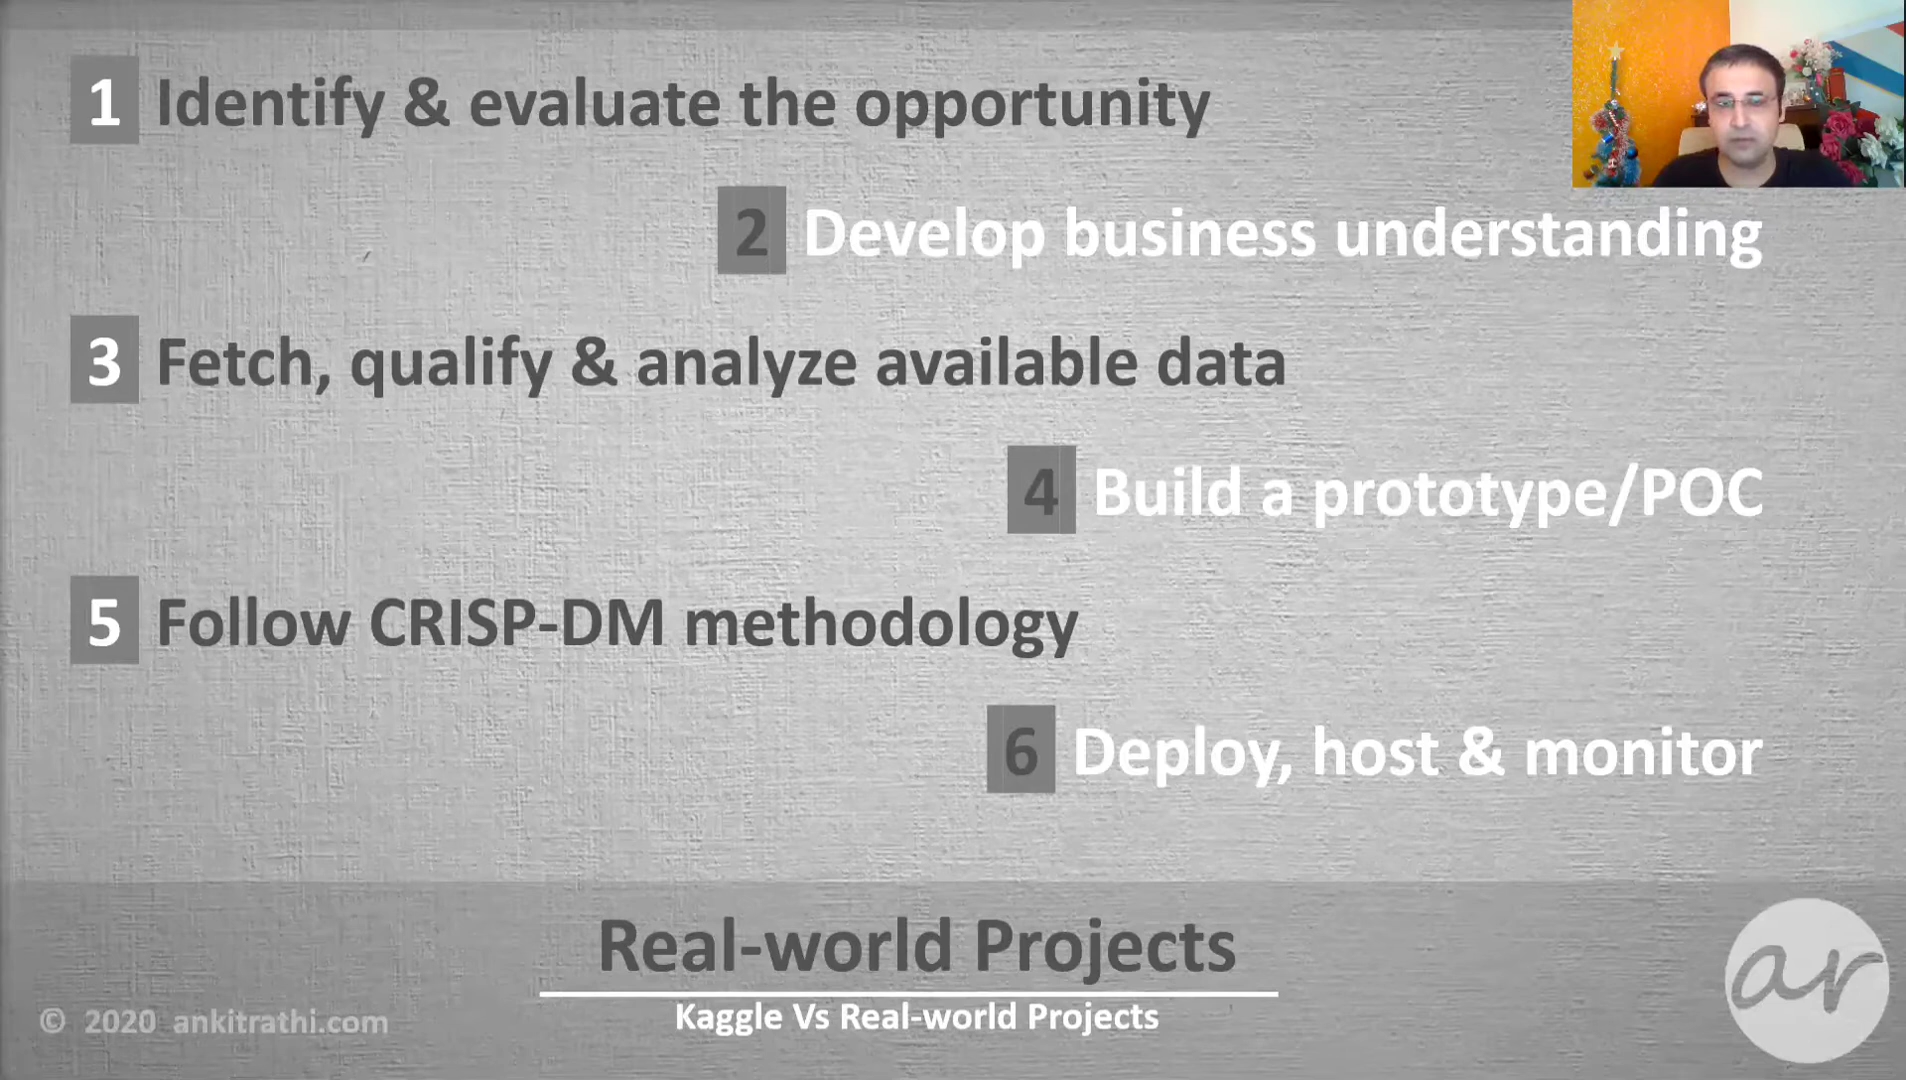 1 Identify & evaluate the opportunity
2 Develop business understanding
3 Fetch, qualify & analyze available data
4 Build a prototype/POC
5 Follow CRISP-DM methodology
6 Deploy, host & monitor
Real-world Projects
Kaggle Vs Real-world Projects
© 2020 ankitrathi.com
ar